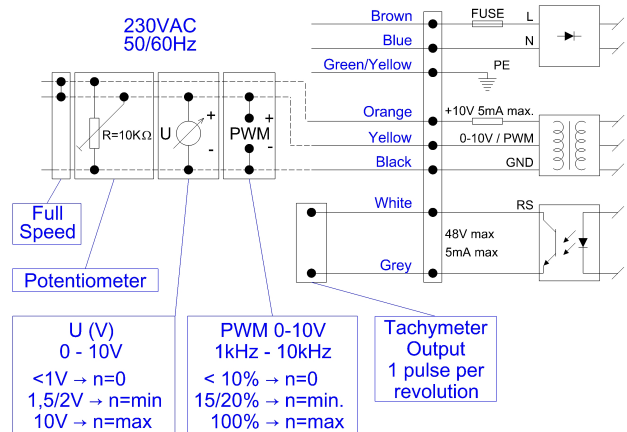 230VAC
50/60Hz
Brown
FUSE
L
Blue
N
Green/Yellow
PE
Orange
+10V 5mA max.
Yellow
0-10V / PWM
Black
GND
R=10KΩ
U
+
-
PWM
+
-
White
RS
48V max
5mA max
Grey
Full
Speed
Potentiometer
U (V)
0 - 10V
<1V → n=0
1,5/2V → n=min
10V → n=max
PWM 0-10V
1kHz - 10kHz
< 10% → n=0
15/20% → n=min.
100% → n=max
Tachymeter
Output
1 pulse per
revolution